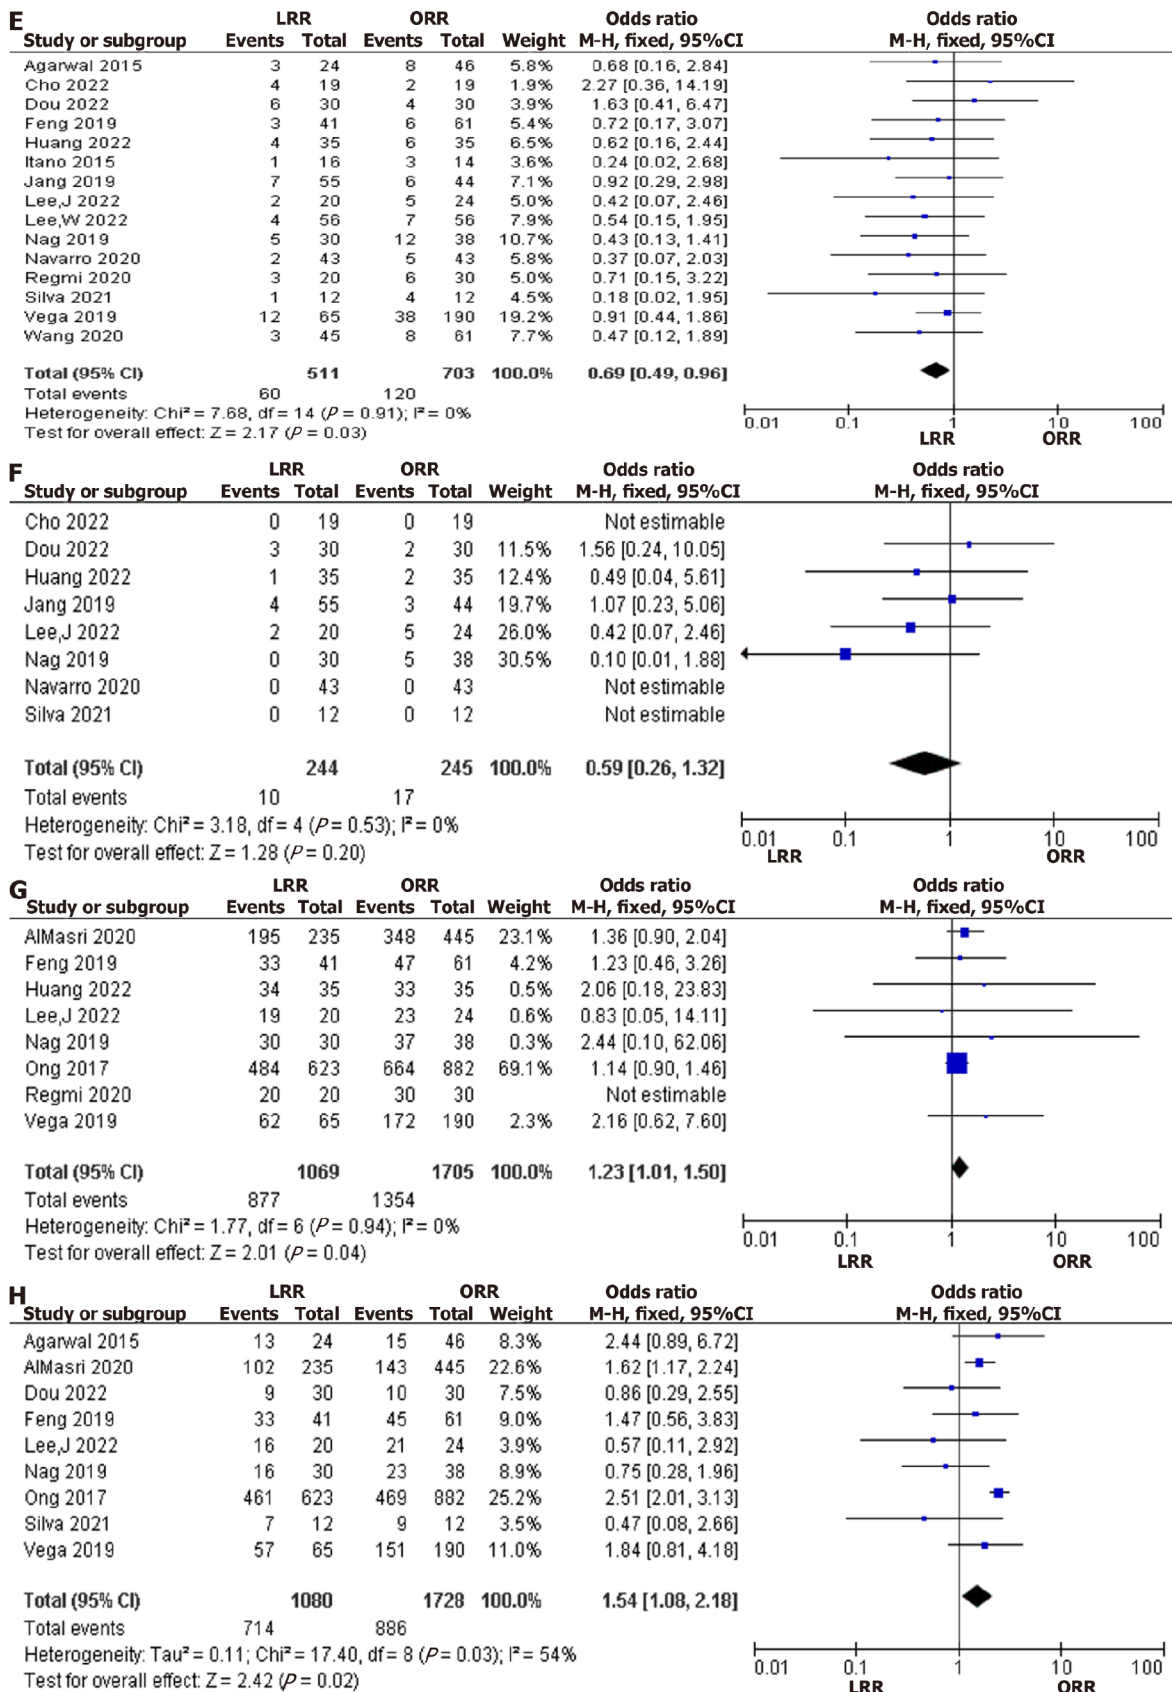 E
LRR ORR Odds ratio Odds ratio
Study or subgroup Events Total Events Total Weight M-H, fixed, 95%CI M-H, fixed, 95%CI
Agarwal 2015 3 24 8 46 5.8% 0.68 [0.16, 2.84]
Cho 2022 4 19 2 19 1.9% 2.27 [0.36, 14.19]
Dou 2022 6 30 4 30 3.9% 1.63 [0.41, 6.47]
Feng 2019 3 41 6 61 5.4% 0.72 [0.17, 3.07]
Huang 2022 4 35 6 35 6.5% 0.62 [0.16, 2.44]
Itano 2015 1 16 3 14 3.6% 0.24 [0.02, 2.68]
Jang 2019 7 55 6 44 7.1% 0.92 [0.29, 2.98]
Lee,J 2022 2 20 5 24 5.0% 0.42 [0.07, 2.46]
Lee,W 2022 4 56 7 56 7.9% 0.54 [0.15, 1.95]
Nag 2019 5 30 12 38 10.7% 0.43 [0.13, 1.41]
Navarro 2020 2 43 5 43 5.8% 0.37 [0.07, 2.03]
Regmi 2020 3 20 6 30 5.0% 0.71 [0.15, 3.22]
Silva 2021 1 12 4 12 4.5% 0.18 [0.02, 1.95]
Vega 2019 12 65 38 190 19.2% 0.91 [0.44, 1.86]
Wang 2020 3 45 8 61 7.7% 0.47 [0.12, 1.89]
Total (95% CI) 511 703 100.0% 0.69 [0.49, 0.96]
Total events 60 120
Heterogeneity: Chi² = 7.68, df = 14 (P = 0.91); I² = 0%
Test for overall effect: Z = 2.17 (P = 0.03)
0.01 0.1 1 10 100
LRR ORR
F
LRR ORR Odds ratio Odds ratio
Study or subgroup Events Total Events Total Weight M-H, fixed, 95%CI M-H, fixed, 95%CI
Cho 2022 0 19 0 19 Not estimable
Dou 2022 3 30 2 30 11.5% 1.56 [0.24, 10.05]
Huang 2022 1 35 2 35 12.4% 0.49 [0.04, 5.61]
Jang 2019 4 55 3 44 19.7% 1.07 [0.23, 5.06]
Lee,J 2022 2 20 5 24 26.0% 0.42 [0.07, 2.46]
Nag 2019 0 30 5 38 30.5% 0.10 [0.01, 1.88]
Navarro 2020 0 43 0 43 Not estimable
Silva 2021 0 12 0 12 Not estimable
Total (95% CI) 244 245 100.0% 0.59 [0.26, 1.32]
Total events 10 17
Heterogeneity: Chi² = 3.18, df = 4 (P = 0.53); I² = 0%
Test for overall effect: Z = 1.28 (P = 0.20)
0.01 0.1 1 10 100
LRR ORR
G
LRR ORR Odds ratio Odds ratio
Study or subgroup Events Total Events Total Weight M-H, fixed, 95%CI M-H, fixed, 95%CI
AlMasri 2020 195 235 348 445 23.1% 1.36 [0.90, 2.04]
Feng 2019 33 41 47 61 4.2% 1.23 [0.46, 3.26]
Huang 2022 34 35 33 35 0.5% 2.06 [0.18, 23.83]
Lee,J 2022 19 20 23 24 0.6% 0.83 [0.05, 14.11]
Nag 2019 30 30 37 38 0.3% 2.44 [0.10, 62.06]
Ong 2017 484 623 664 882 69.1% 1.14 [0.90, 1.46]
Regmi 2020 20 20 30 30 Not estimable
Vega 2019 62 65 172 190 2.3% 2.16 [0.62, 7.60]
Total (95% CI) 1069 1705 100.0% 1.23 [1.01, 1.50]
Total events 877 1354
Heterogeneity: Chi² = 1.77, df = 6 (P = 0.94); I² = 0%
Test for overall effect: Z = 2.01 (P = 0.04)
0.01 0.1 1 10 100
LRR ORR
H
LRR ORR Odds ratio Odds ratio
Study or subgroup Events Total Events Total Weight M-H, fixed, 95%CI M-H, fixed, 95%CI
Agarwal 2015 13 24 15 46 8.3% 2.44 [0.89, 6.72]
AlMasri 2020 102 235 143 445 22.6% 1.62 [1.17, 2.24]
Dou 2022 9 30 10 30 7.5% 0.86 [0.29, 2.55]
Feng 2019 33 41 45 61 9.0% 1.47 [0.56, 3.83]
Lee,J 2022 16 20 21 24 3.9% 0.57 [0.11, 2.92]
Nag 2019 16 30 23 38 8.9% 0.75 [0.28, 1.96]
Ong 2017 461 623 469 882 25.2% 2.51 [2.01, 3.13]
Silva 2021 7 12 9 12 3.5% 0.47 [0.08, 2.66]
Vega 2019 57 65 151 190 11.0% 1.84 [0.81, 4.18]
Total (95% CI) 1080 1728 100.0% 1.54 [1.08, 2.18]
Total events 714 886
Heterogeneity: Tau² = 0.11; Chi² = 17.40, df = 8 (P = 0.03); I² = 54%
Test for overall effect: Z = 2.42 (P = 0.02)
0.01 0.1 1 10 100
LRR ORR